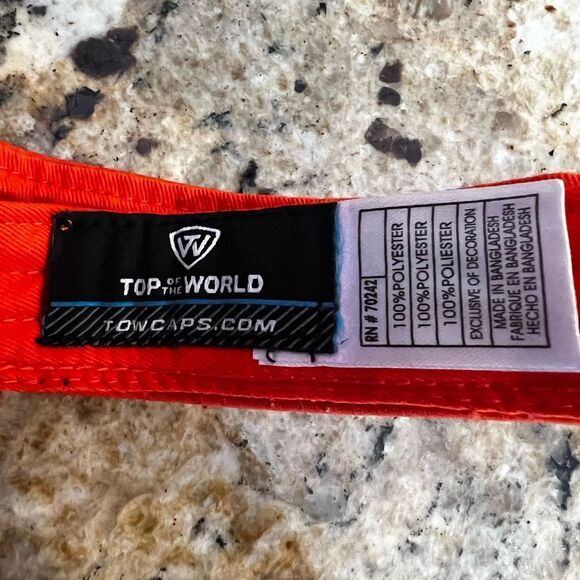 TW
TOP OF THE WORLD
TOWCAPS.COM
RN # 70242
100%POLYESTER
100%POLYESTER
100%POLIESTER
EXCLUSIVE OF DECORATION
MADE IN BANGLADESH
FABRIQUE EN BANGLADESH
HECHO EN BANGLADESH